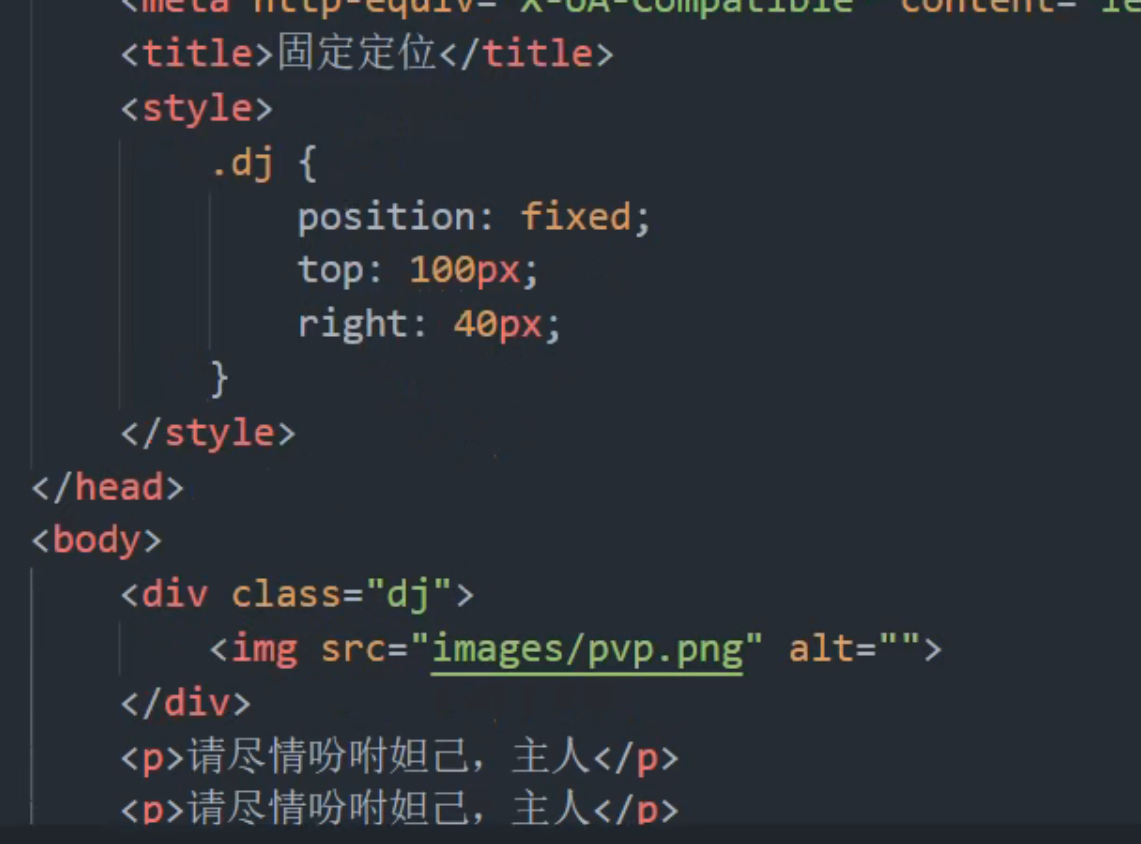 <meta http-equiv="X-UA-Compatible" content="ie
<title>固定定位</title>
<style>
.dj {
position: fixed;
top: 100px;
right: 40px;
}
</style>
</head>
<body>
<div class="dj">
<img src="images/pvp.png" alt="">
</div>
<p>请尽情吩咐妲己，主人</p>
<p>请尽情吩咐妲己，主人</p>